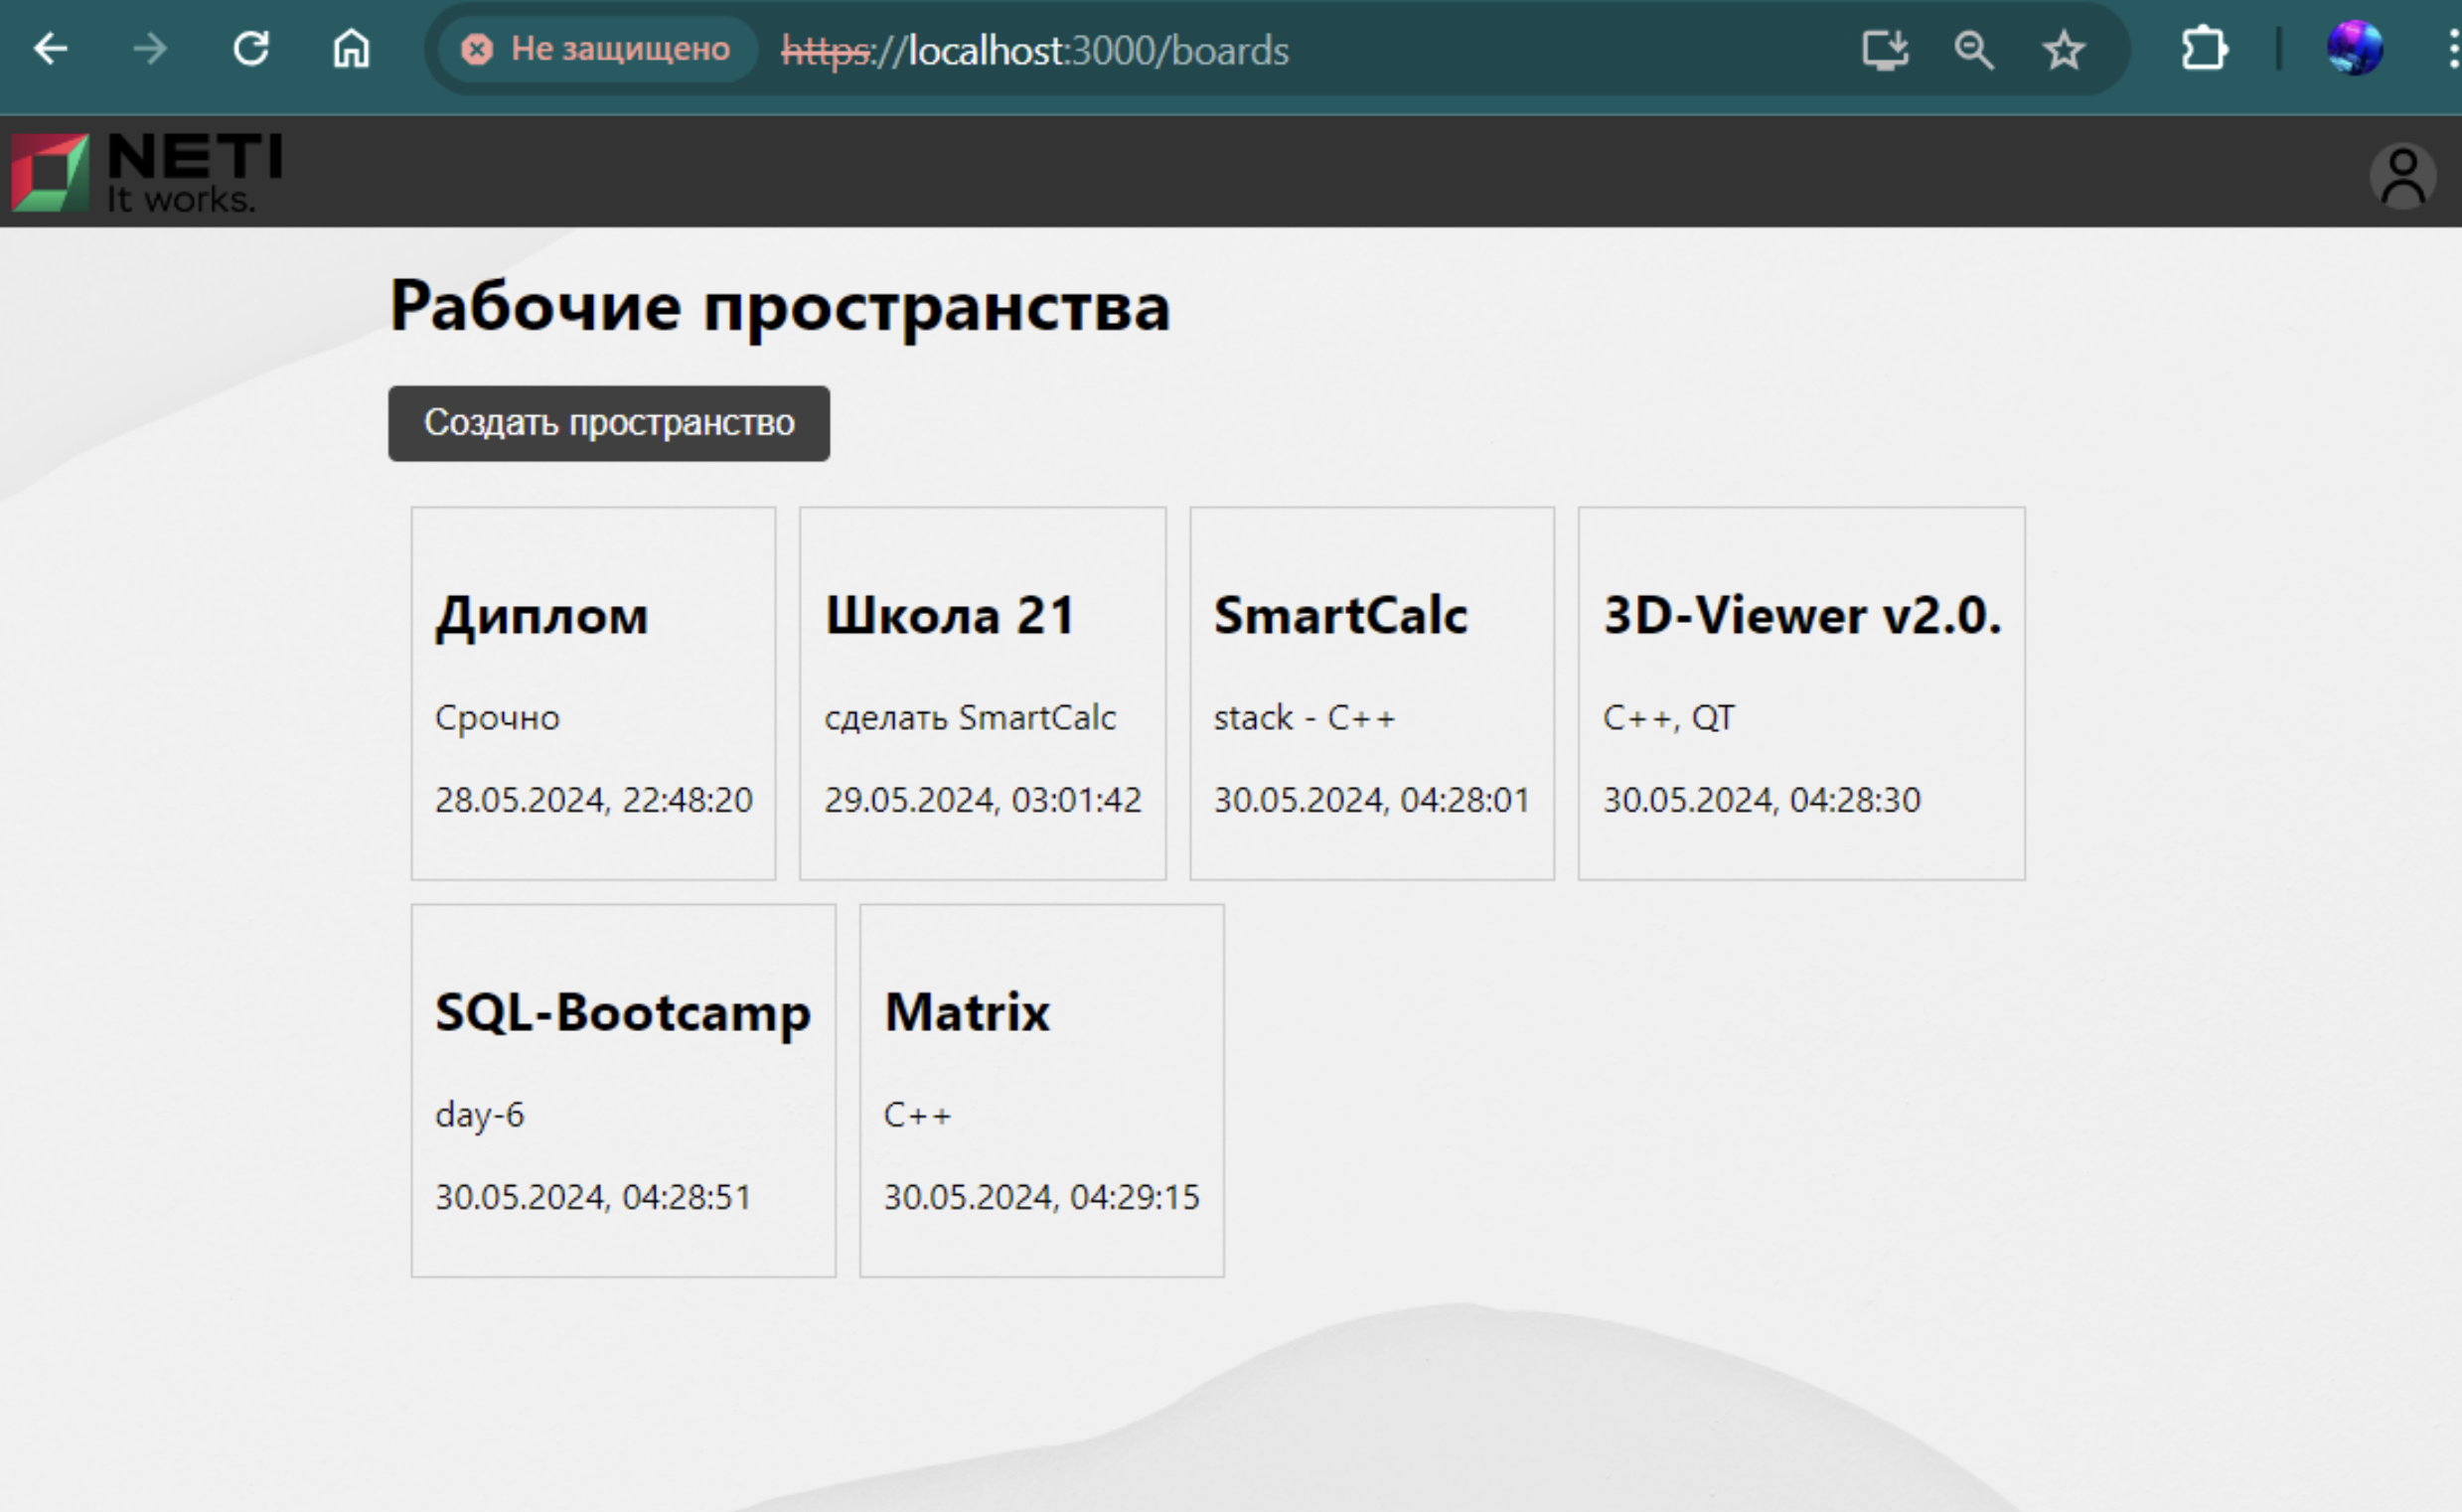 Не защищено https://localhost:3000/boards
NETI
It works.
Рабочие пространства
Создать пространство
Диплом
Срочно
28.05.2024, 22:48:20
Школа 21
сделать SmartCalc
29.05.2024, 03:01:42
SmartCalc
stack - C++
30.05.2024, 04:28:01
3D-Viewer v2.0.
C++, QT
30.05.2024, 04:28:30
SQL-Bootcamp
day-6
30.05.2024, 04:28:51
Matrix
C++
30.05.2024, 04:29:15